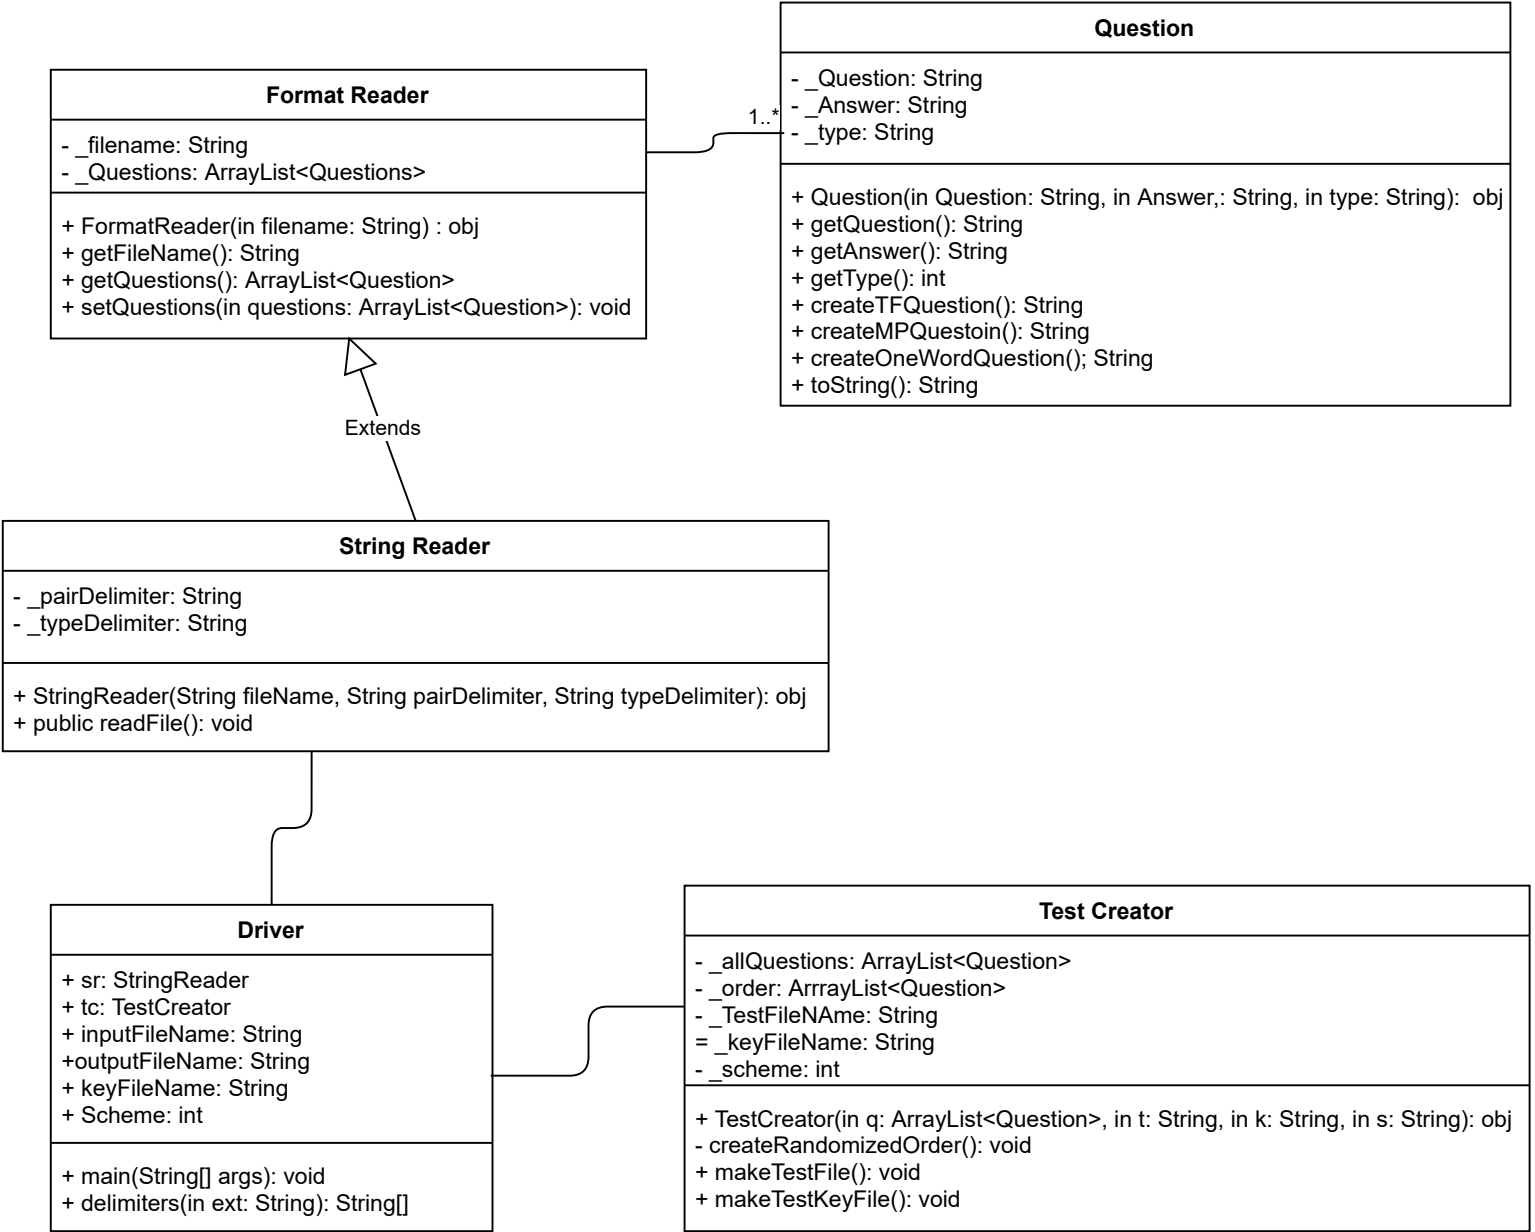 Format Reader
- _filename: String
- _Questions: ArrayList<Questions>
+ FormatReader(in filename: String) : obj
+ getFileName(): String
+ getQuestions(): ArrayList<Question>
+ setQuestions(in questions: ArrayList<Question>): void
1..*
Question
- _Question: String
- _Answer: String
- _type: String
+ Question(in Question: String, in Answer,: String, in type: String):  obj
+ getQuestion(): String
+ getAnswer(): String
+ getType(): int
+ createTFQuestion(): String
+ createMPQuestoin(): String
+ createOneWordQuestion(); String
+ toString(): String
Extends
String Reader
- _pairDelimiter: String
- _typeDelimiter: String
+ StringReader(String fileName, String pairDelimiter, String typeDelimiter): obj
+ public readFile(): void
Driver
+ sr: StringReader
+ tc: TestCreator
+ inputFileName: String
+outputFileName: String
+ keyFileName: String
+ Scheme: int
+ main(String[] args): void
+ delimiters(in ext: String): String[]
Test Creator
- _allQuestions: ArrayList<Question>
- _order: ArrrayList<Question>
- _TestFileNAme: String
= _keyFileName: String
- _scheme: int
+ TestCreator(in q: ArrayList<Question>, in t: String, in k: String, in s: String): obj
- createRandomizedOrder(): void
+ makeTestFile(): void
+ makeTestKeyFile(): void